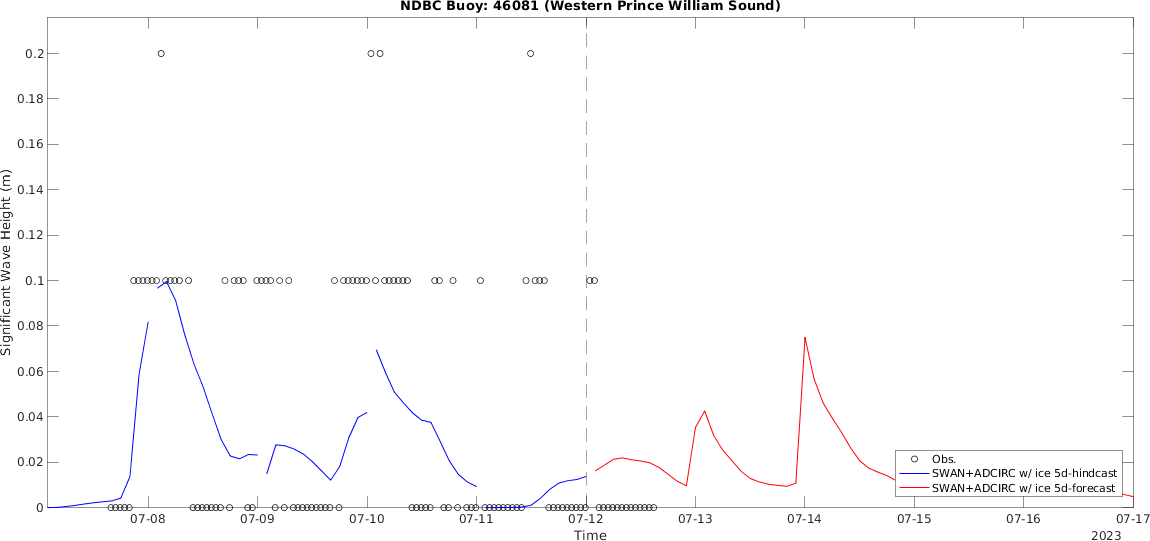 NDBC Buoy: 46081 (Western Prince William Sound)
Significant Wave Height (m)
0.2
0.18
0.16
0.14
0.12
0.1
0.08
0.06
0.04
0.02
0
Obs.
SWAN+ADCIRC w/ ice 5d-hindcast
SWAN+ADCIRC w/ ice 5d-forecast
07-08 07-09 07-10 07-11 07-12 07-13 07-14 07-15 07-16 07-17
Time
2023